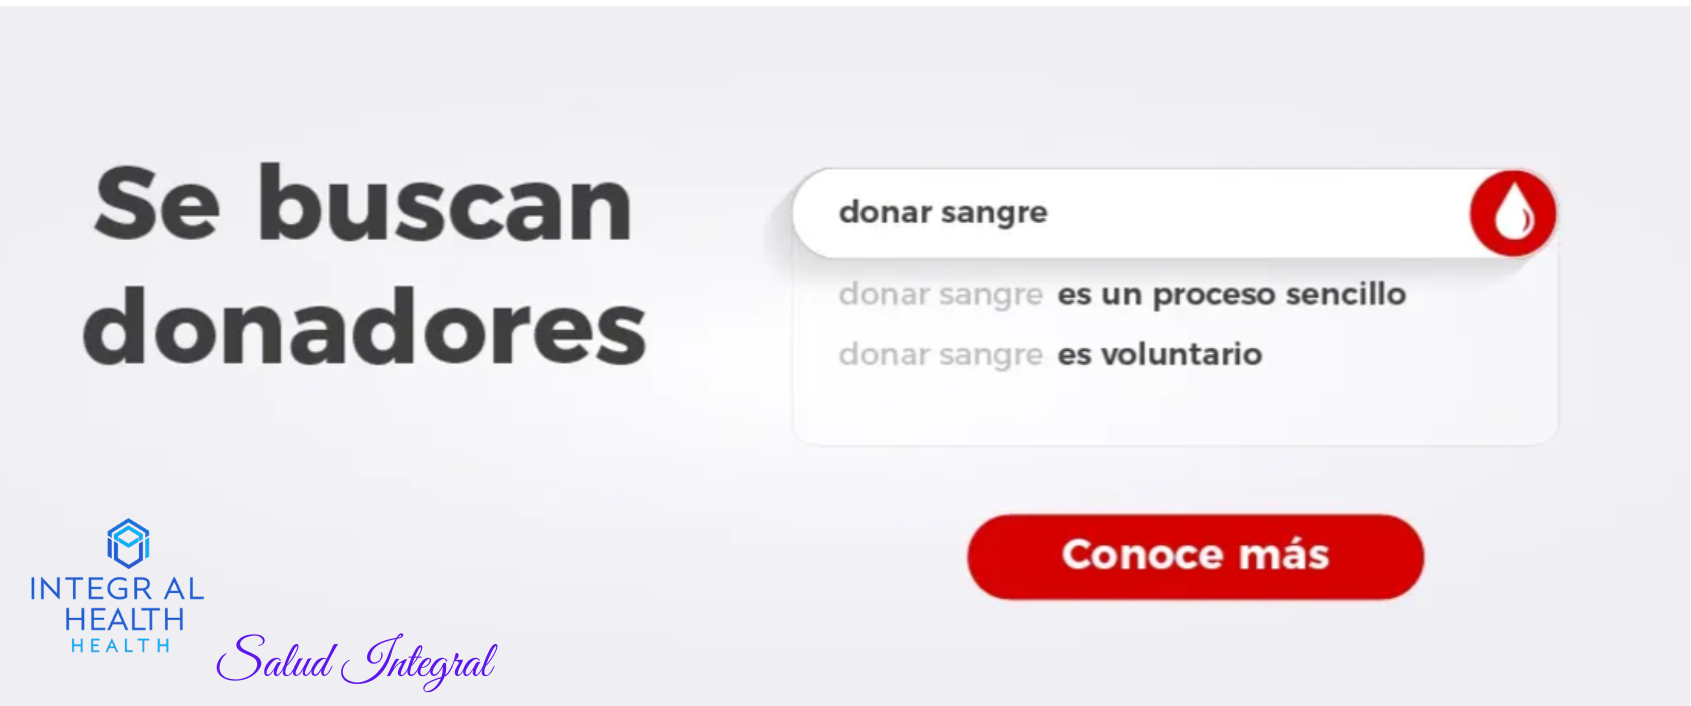 Se buscan
donadores
donar sangre
donar sangre es un proceso sencillo
donar sangre es voluntario
Conoce más
INTEGR AL
HEALTH
HEALTH
Salud Integral